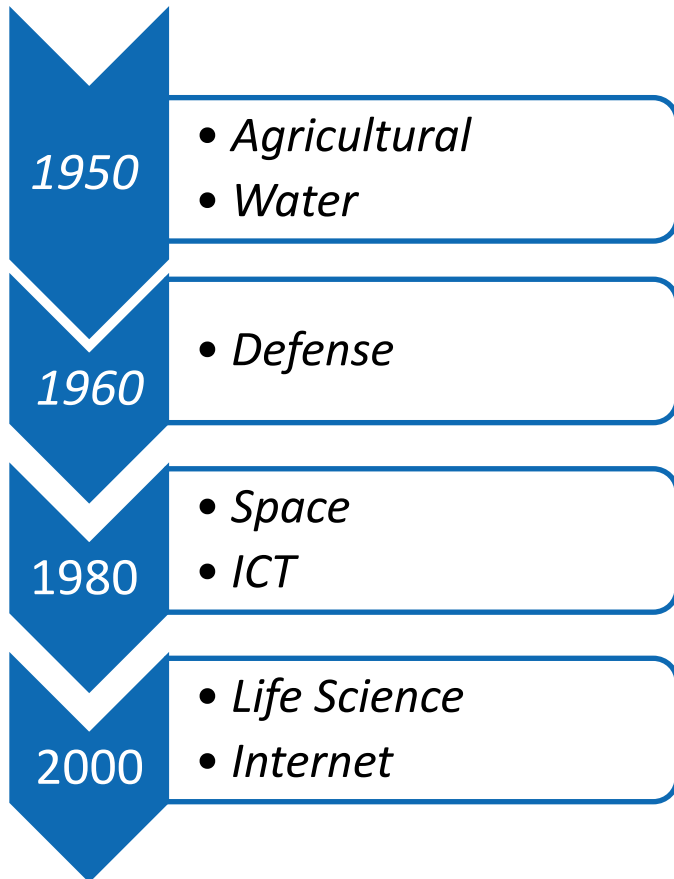 1950
• Agricultural
• Water
1960
• Defense
1980
• Space
• ICT
2000
• Life Science
• Internet